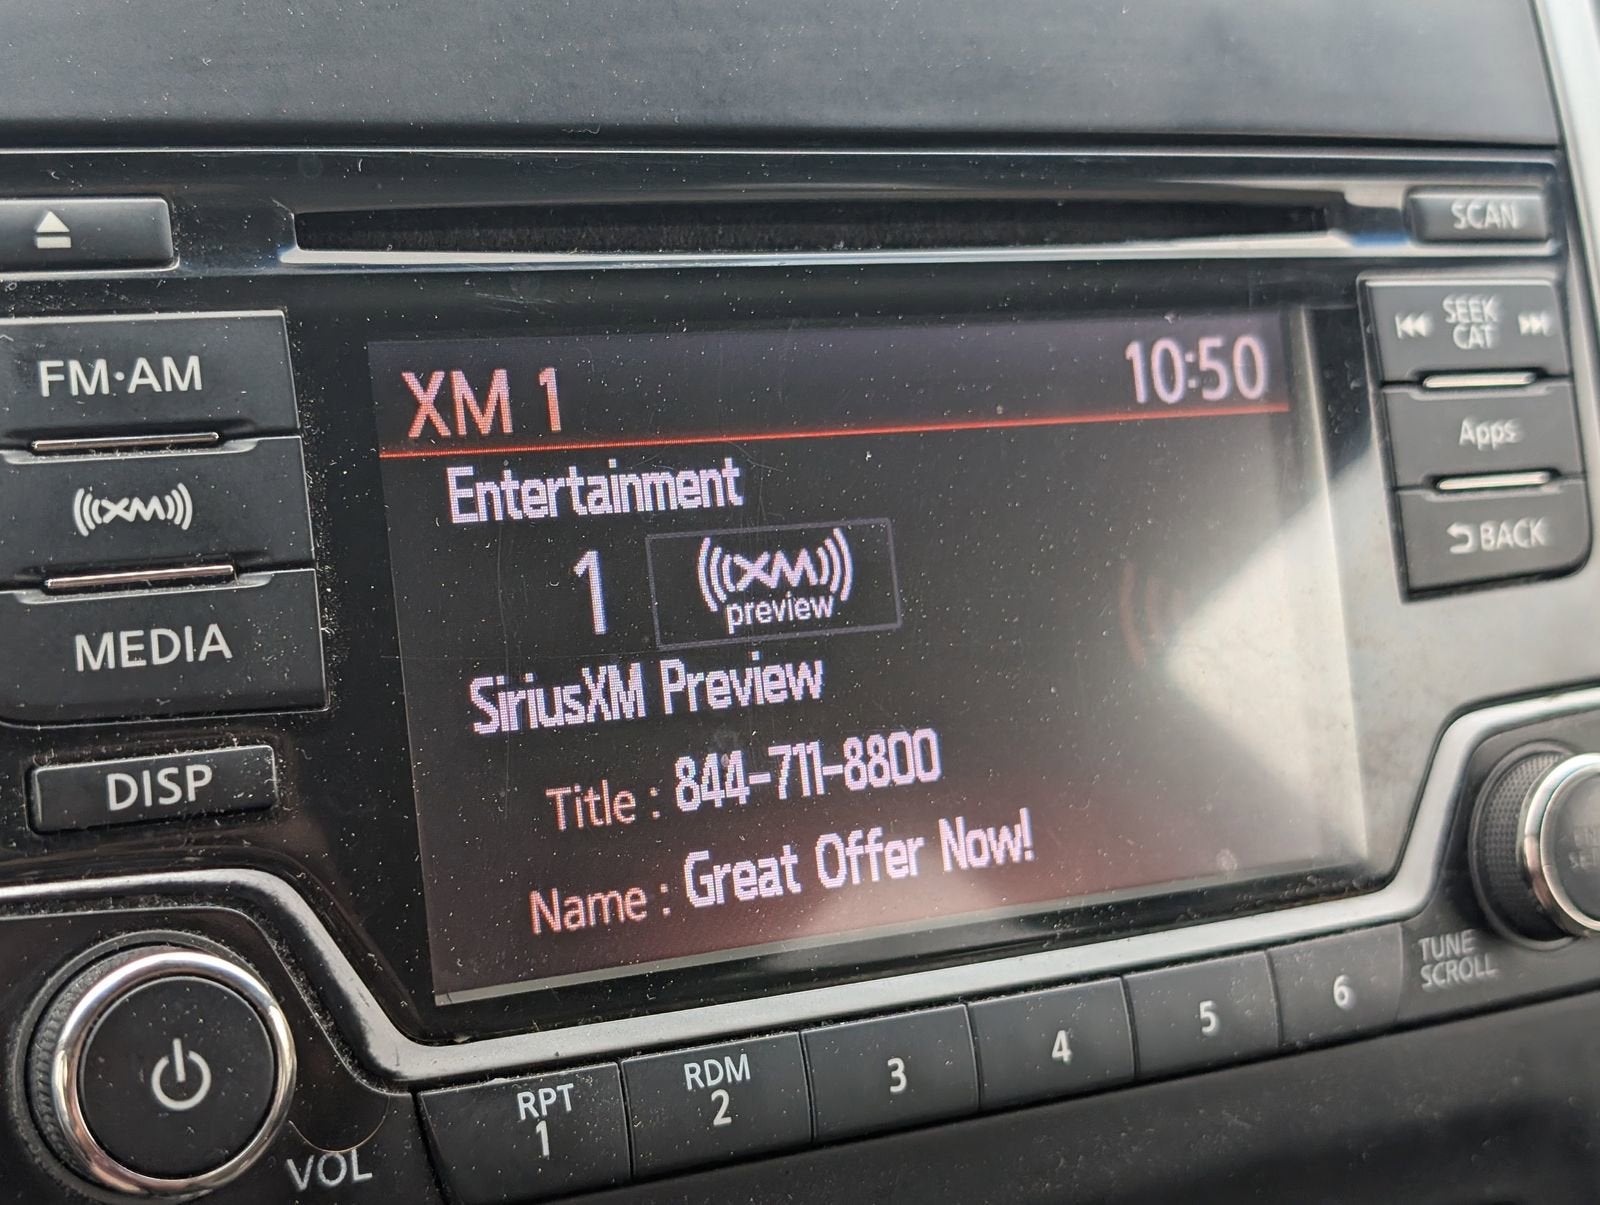 SCAN
FM·AM
XM
MEDIA
DISP
VOL
XM 1 10:50
Entertainment
1 XM
preview
SiriusXM Preview
Title : 844-711-8800
Name : Great Offer Now!
SEEK
CAT
Apps
BACK
TUNE
SCROLL
RPT
1
RDM
2
3
4
5
6